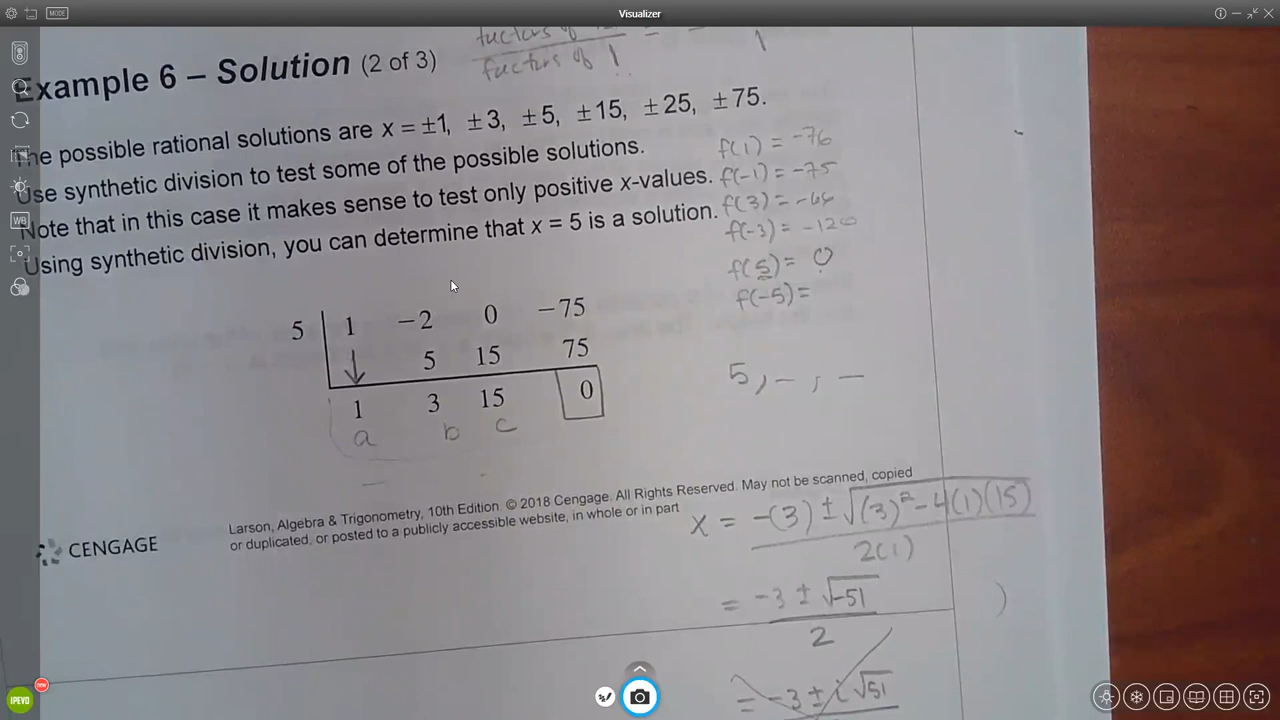 MODE
Visualizer
factors of
factors of 1
1
Example 6 – Solution (2 of 3)
The possible rational solutions are x = ±1, ±3, ±5, ±15, ±25, ±75.
Use synthetic division to test some of the possible solutions.
Note that in this case it makes sense to test only positive x-values.
Using synthetic division, you can determine that x = 5 is a solution.
f(1) = -76
f(-1) = -75
f(3) = -66
f(-3) = -120
f(5) = 0
f(-5) =
5 1 −2 0 −75
5 15 75
1 3 15 0
a b c
5, _ , _
Larson, Algebra & Trigonometry, 10th Edition. © 2018 Cengage. All Rights Reserved. May not be scanned, copied
or duplicated, or posted to a publicly accessible website, in whole or in part
CENGAGE
x = -(3) ± √(3)² - 4(1)(15)
2(1)
= -3 ± √-51
2
= -3 ± i√51
WB
IPEVO
new